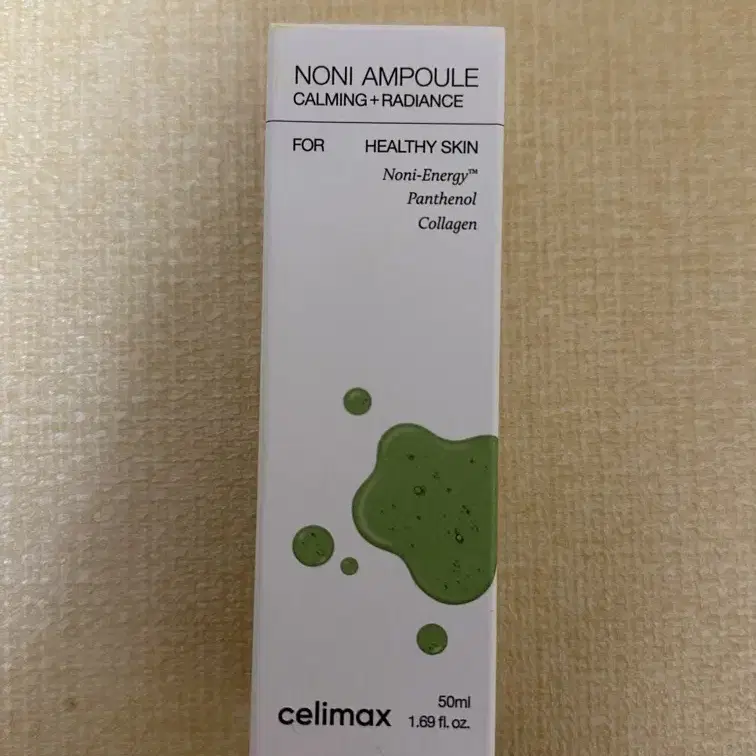 NONI AMPOULE
CALMING+RADIANCE
FOR HEALTHY SKIN
Noni-Energy™
Panthenol
Collagen
celimax
50ml
1.69 fl. oz.